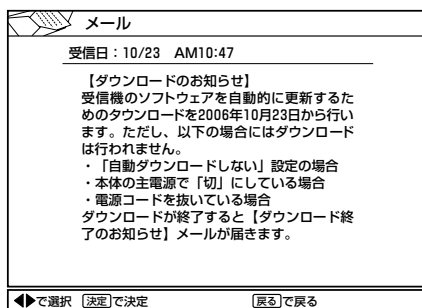 メール
受信日：10/23　AM10:47
【ダウンロードのお知らせ】
受信機のソフトウェアを自動的に更新するた
めのタウンロードを2006年10月23日から行い
ます。ただし、以下の場合にはダウンロード
は行われません。
・「自動ダウンロードしない」設定の場合
・本体の主電源で「切」にしている場合
・電源コードを抜いている場合
ダウンロードが終了すると【ダウンロード終
了のお知らせ】メールが届きます。
◀▶で選択　決定で決定　戻るで戻る